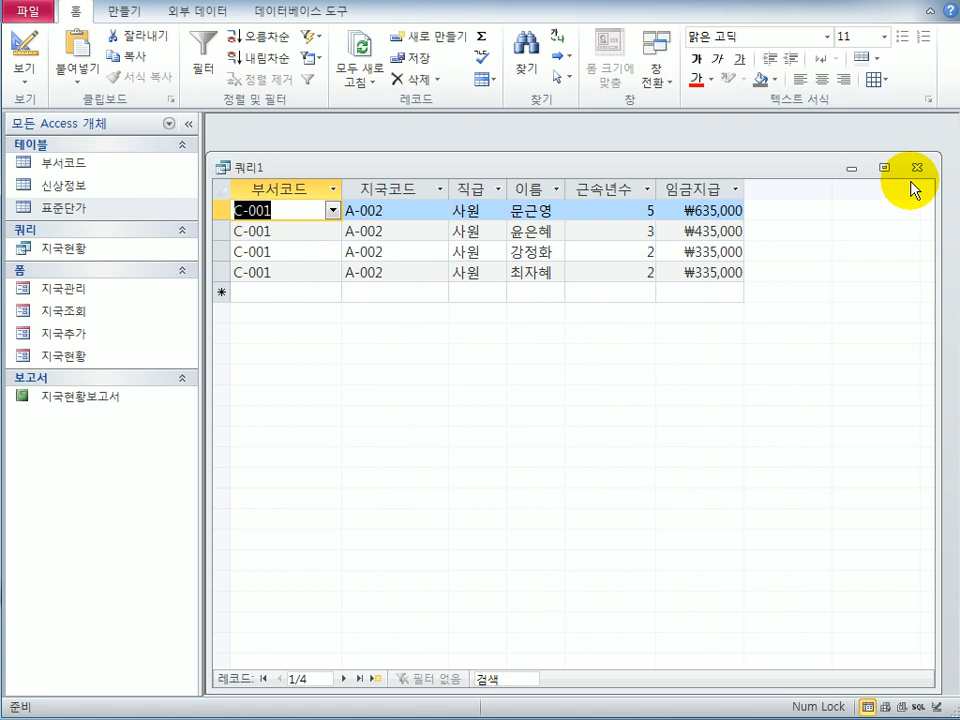 파일 홈 만들기 외부 데이터 데이터베이스 도구
보기 붙여넣기 잘라내기 복사 서식 복사
필터 오름차순 내림차순 정렬 제거
모두 새로 고침 새로 만들기 저장 삭제
찾기 폼 크기에 맞춤 창 전환
맑은 고딕 11
가 가 가 가
보기 클립보드 정렬 및 필터 레코드 찾기 창 텍스트 서식
모든 Access 개체
테이블
부서코드
신상정보
표준단가
쿼리
지국현황
폼
지국관리
지국조회
지국추가
지국현황
보고서
지국현황보고서
쿼리1
부서코드 지국코드 직급 이름 근속년수 임금지급
C-001 A-002 사원 문근영 5 ₩635,000
C-001 A-002 사원 윤은혜 3 ₩435,000
C-001 A-002 사원 강정화 2 ₩335,000
C-001 A-002 사원 최자혜 2 ₩335,000
레코드: 1/4 필터 없음 검색
준비 Num Lock SQL